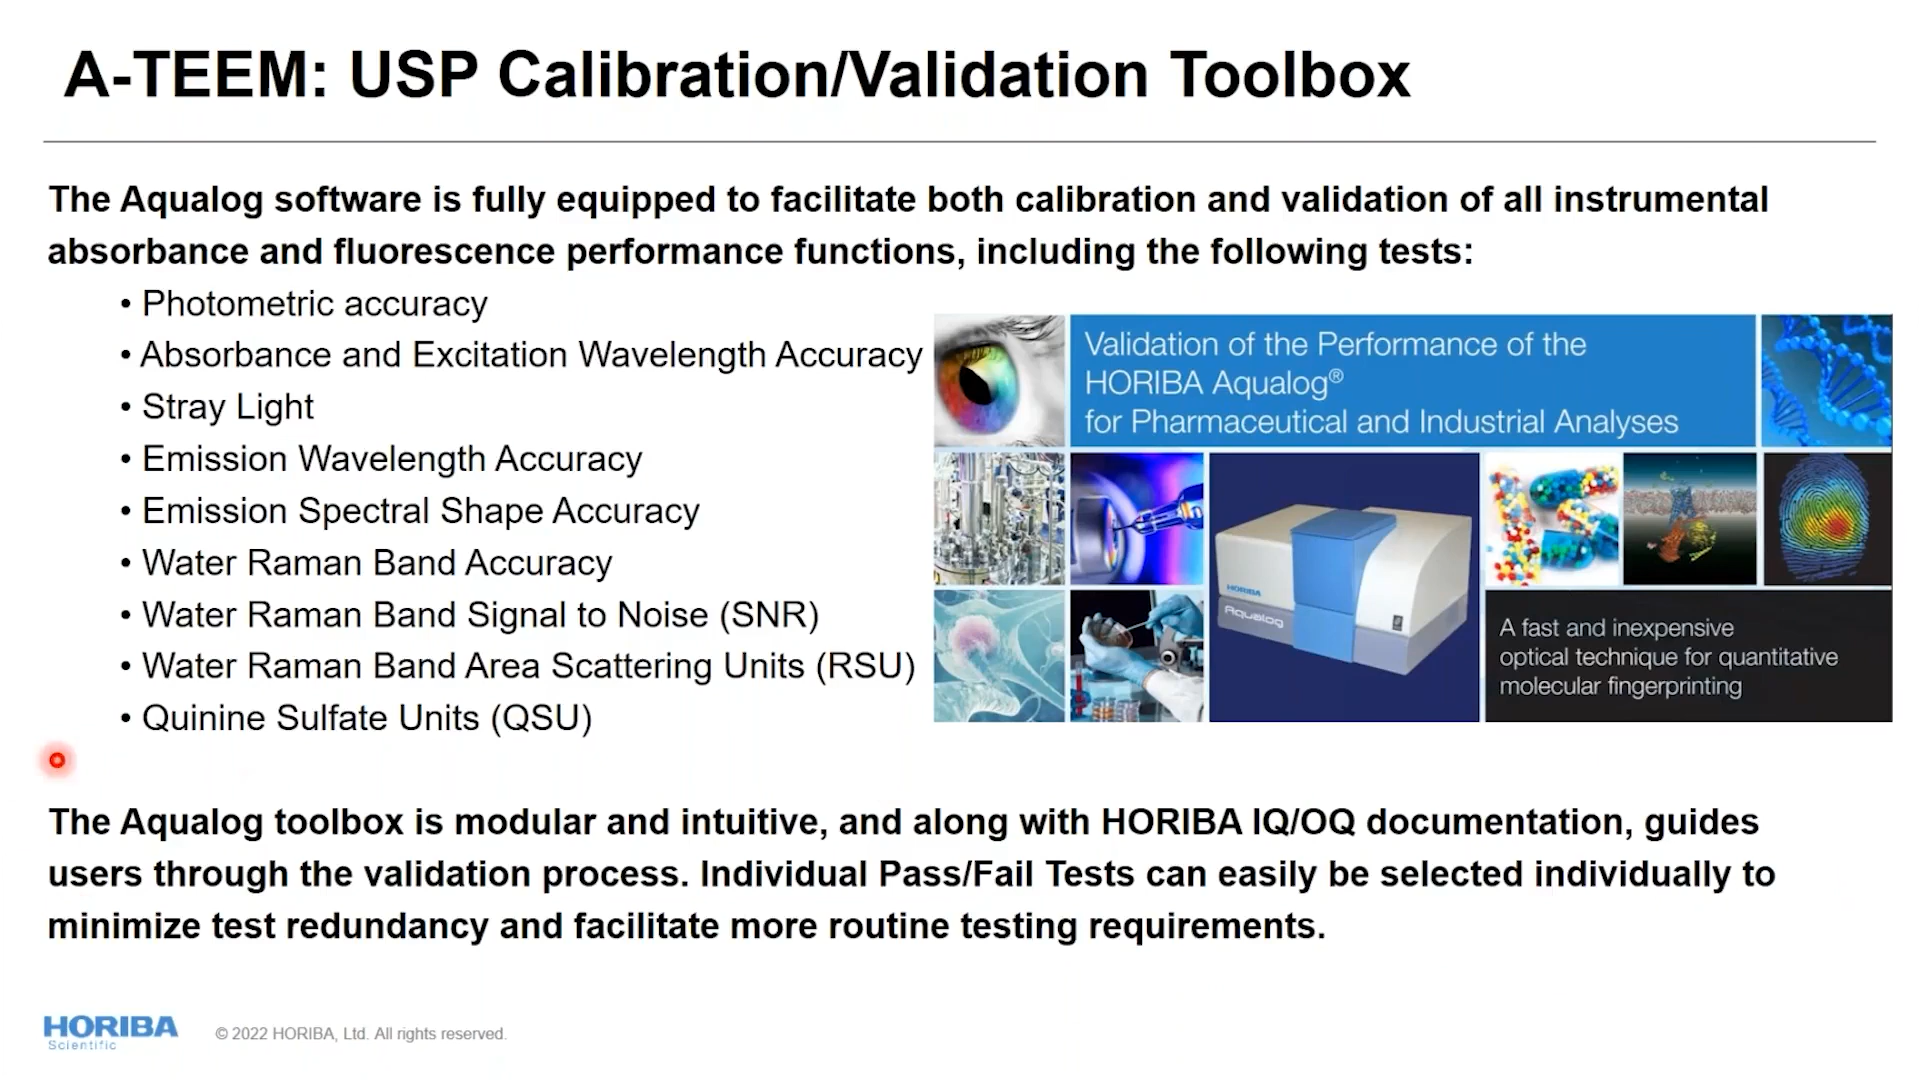 A-TEEM: USP Calibration/Validation Toolbox
The Aqualog software is fully equipped to facilitate both calibration and validation of all instrumental
absorbance and fluorescence performance functions, including the following tests:
• Photometric accuracy
• Absorbance and Excitation Wavelength Accuracy
• Stray Light
• Emission Wavelength Accuracy
• Emission Spectral Shape Accuracy
• Water Raman Band Accuracy
• Water Raman Band Signal to Noise (SNR)
• Water Raman Band Area Scattering Units (RSU)
• Quinine Sulfate Units (QSU)
Validation of the Performance of the
HORIBA Aqualog®
for Pharmaceutical and Industrial Analyses
HORIBA
Aqualog
A fast and inexpensive
optical technique for quantitative
molecular fingerprinting
The Aqualog toolbox is modular and intuitive, and along with HORIBA IQ/OQ documentation, guides
users through the validation process. Individual Pass/Fail Tests can easily be selected individually to
minimize test redundancy and facilitate more routine testing requirements.
HORIBA
Scientific
© 2022 HORIBA, Ltd. All rights reserved.